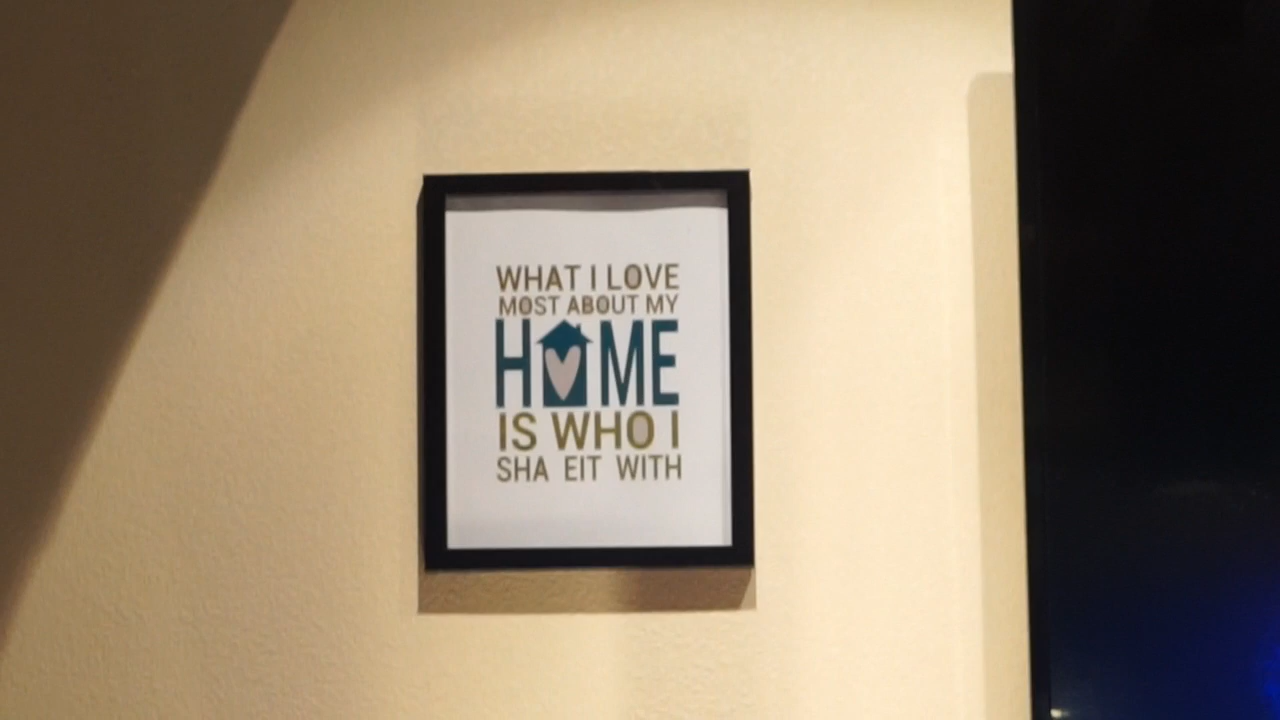 WHAT I LOVE
MOST ABOUT MY
HOME
IS WHO I
SHA EIT WITH